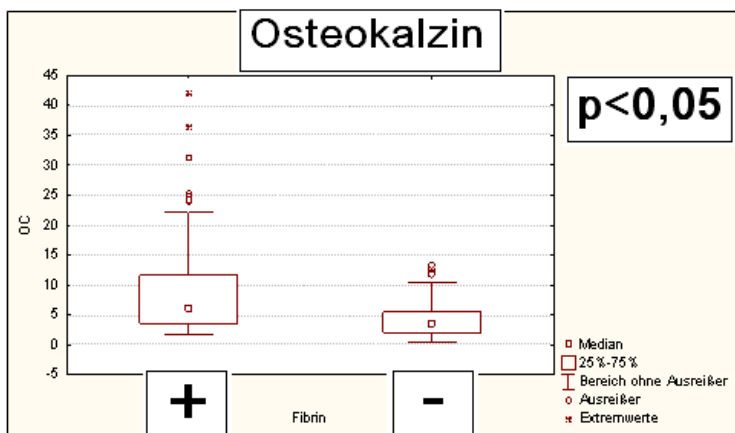 Osteokalzin
p<0,05
45
40
35
30
25
20
15
10
5
0
-5
OC
+
-
Fibrin
Median
25%-75%
Bereich ohne Ausreißer
Ausreißer
Extremwerte